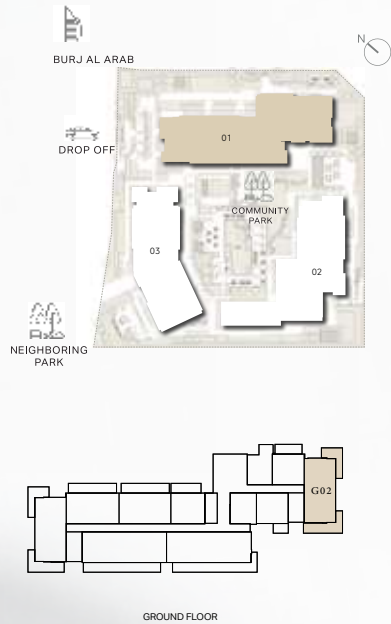 N
BURJ AL ARAB
DROP OFF
01
COMMUNITY
PARK
03
02
NEIGHBORING
PARK
G02
GROUND FLOOR